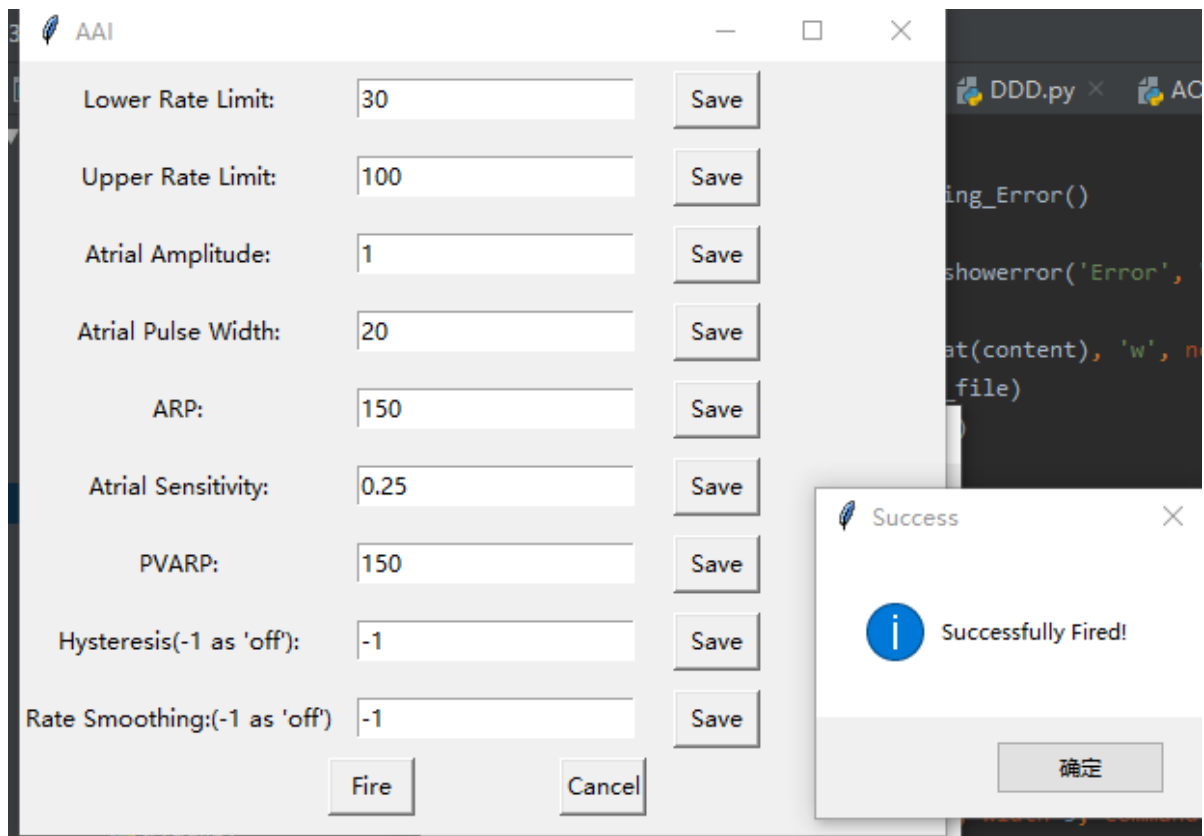 3
AAI
Lower Rate Limit:
30
Save
Upper Rate Limit:
100
Save
Atrial Amplitude:
1
Save
Atrial Pulse Width:
20
Save
ARP:
150
Save
Atrial Sensitivity:
0.25
Save
PVARP:
150
Save
Hysteresis(-1 as 'off'):
-1
Save
Rate Smoothing:(-1 as 'off')
-1
Save
Fire
Cancel
DDD.py
AO
ing_Error()
showerror('Error', '
at(content), 'w', ne
_file)
)
Success
Successfully Fired!
确定